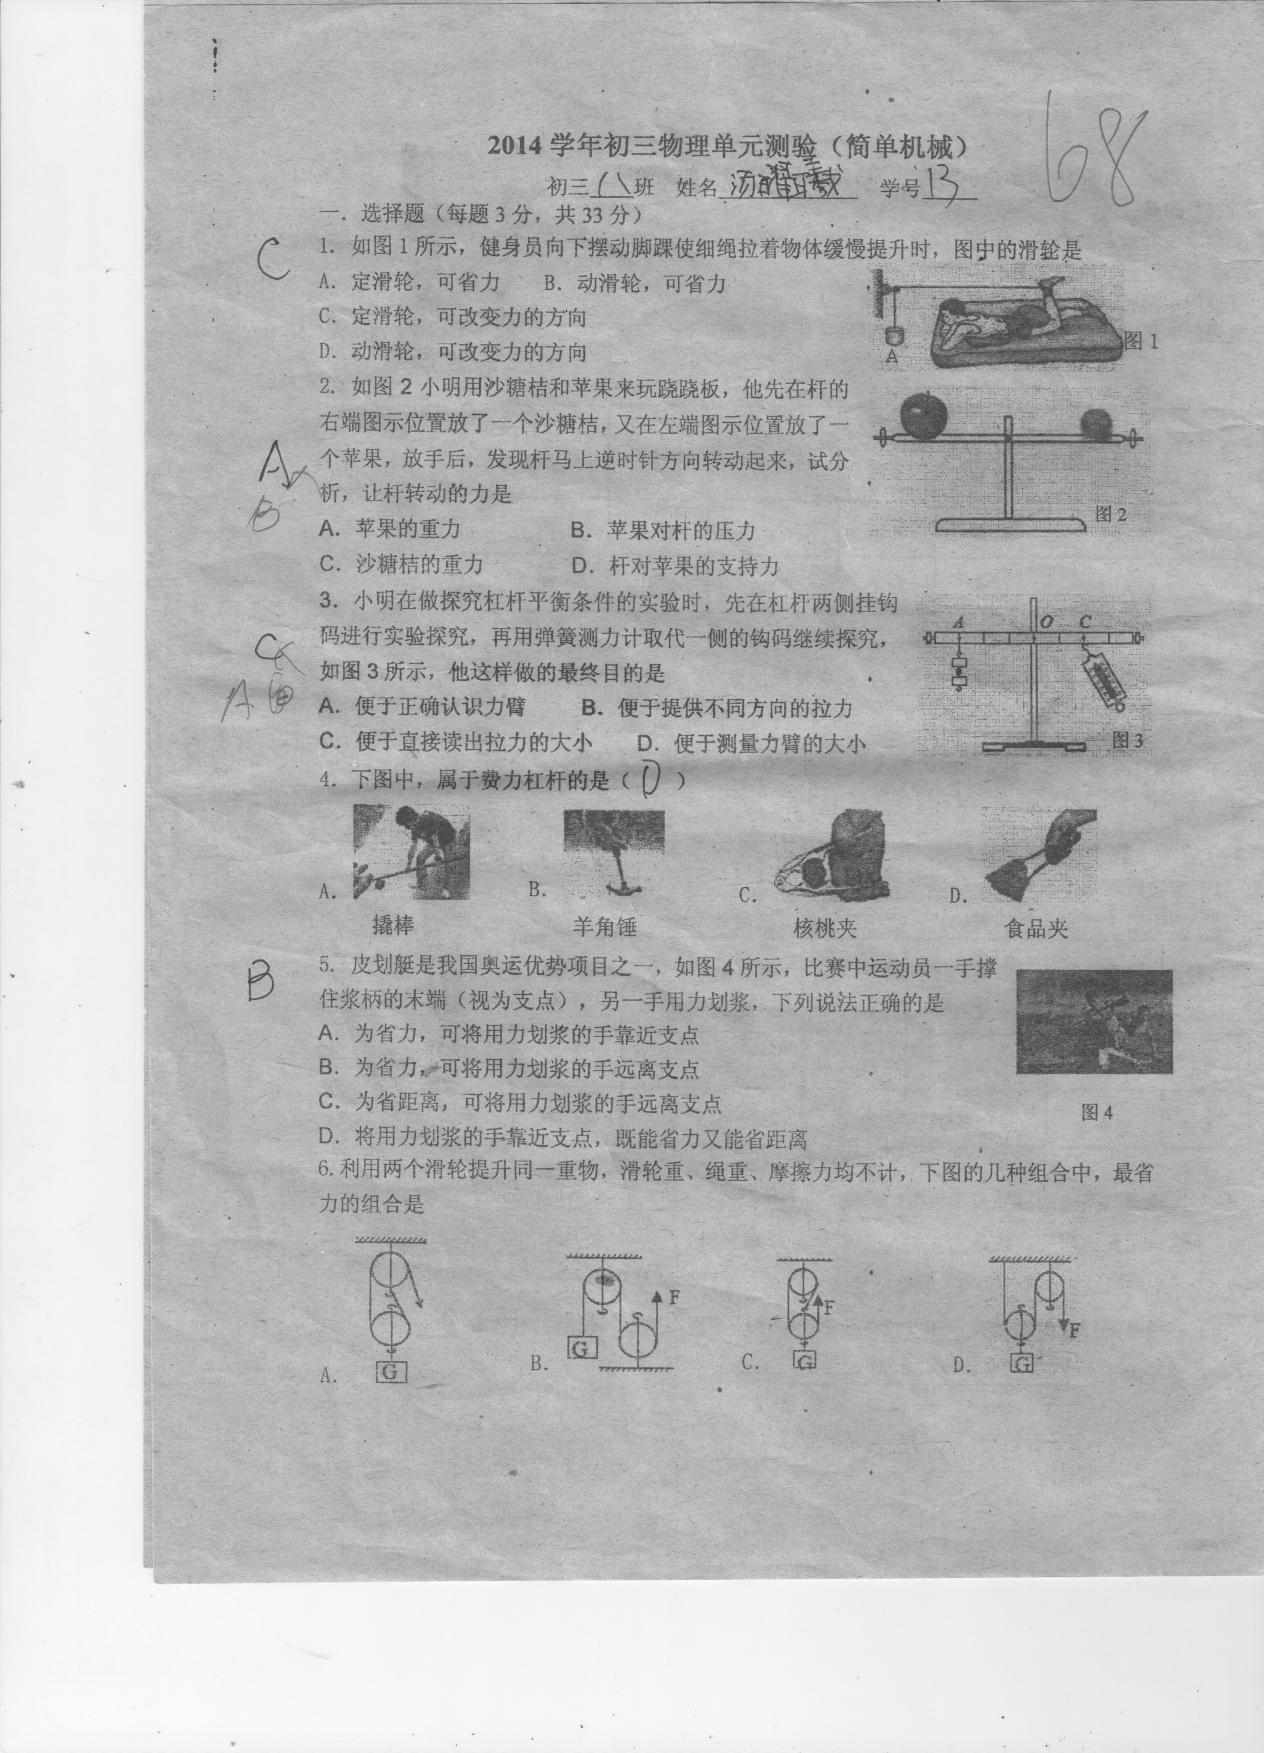 2014 学年初三物理单元测验（简单机械）
68
初三 八 班 姓名 学号 13
一．选择题（每题 3 分，共 33 分）
C
1．如图 1 所示，健身员向下摆动脚踝使细绳拉着物体缓慢提升时，图中的滑轮是
A．定滑轮，可省力 B．动滑轮，可省力
C．定滑轮，可改变力的方向
D．动滑轮，可改变力的方向
A
图 1
2．如图 2 小明用沙糖桔和苹果来玩跷跷板，他先在杆的
右端图示位置放了一个沙糖桔，又在左端图示位置放了一
个苹果，放手后，发现杆马上逆时针方向转动起来，试分
析，让杆转动的力是
A
B
A．苹果的重力 B．苹果对杆的压力
C．沙糖桔的重力 D．杆对苹果的支持力
图 2
3．小明在做探究杠杆平衡条件的实验时，先在杠杆两侧挂钩
码进行实验探究，再用弹簧测力计取代一侧的钩码继续探究，
如图 3 所示，他这样做的最终目的是
C
A
A．便于正确认识力臂 B．便于提供不同方向的拉力
C．便于直接读出拉力的大小 D．便于测量力臂的大小
A O C
图 3
4．下图中，属于费力杠杆的是（ D ）
A． B． C． D．
撬棒 羊角锤 核桃夹 食品夹
B
5. 皮划艇是我国奥运优势项目之一，如图 4 所示，比赛中运动员一手撑
住浆柄的末端（视为支点），另一手用力划浆，下列说法正确的是
A．为省力，可将用力划浆的手靠近支点
B．为省力，可将用力划浆的手远离支点
C．为省距离，可将用力划浆的手远离支点
D．将用力划浆的手靠近支点，既能省力又能省距离
图 4
6.利用两个滑轮提升同一重物，滑轮重、绳重、摩擦力均不计，下图的几种组合中，最省
力的组合是
F F F
G G G G
A． B． C． D．